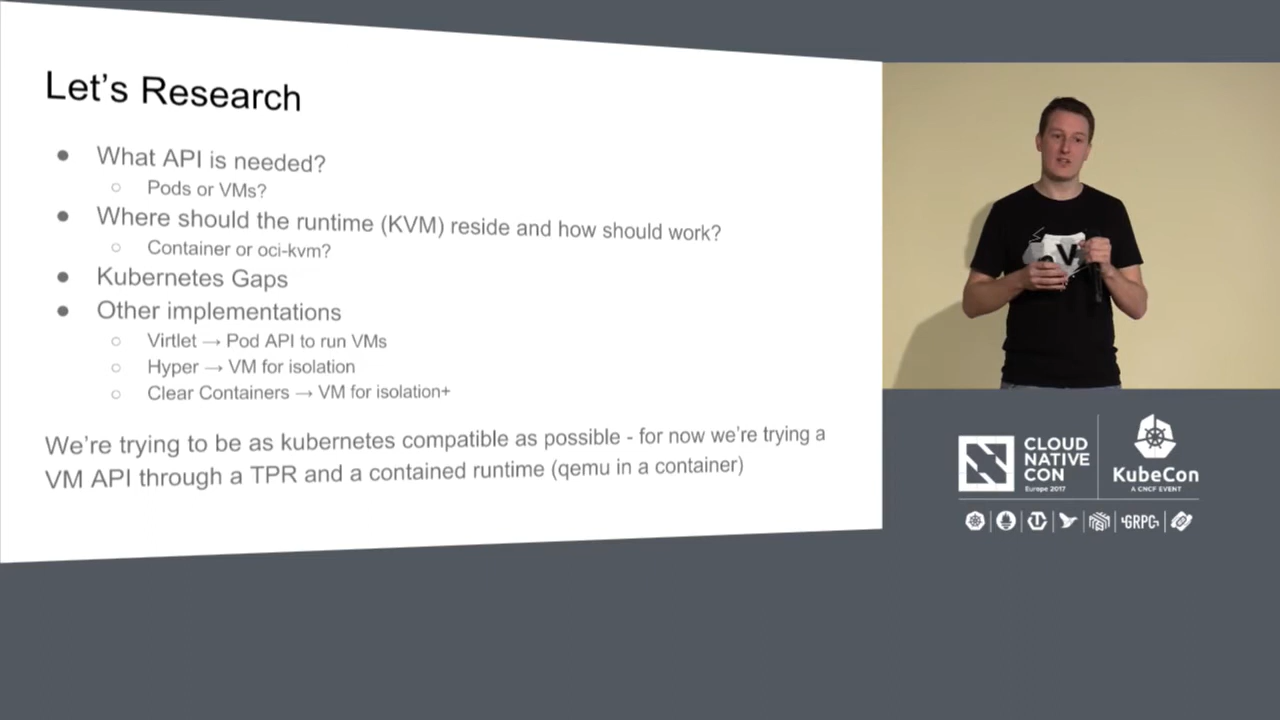 Let's Research
● What API is needed?
○ Pods or VMs?
● Where should the runtime (KVM) reside and how should work?
○ Container or oci-kvm?
● Kubernetes Gaps
● Other implementations
○ Virtlet → Pod API to run VMs
○ Hyper → VM for isolation
○ Clear Containers → VM for isolation+
We're trying to be as kubernetes compatible as possible - for now we're trying a
VM API through a TPR and a contained runtime (qemu in a container)
V
CLOUD
NATIVE
CON
Europe 2017
KubeCon
A CNCF EVENT
GRPC